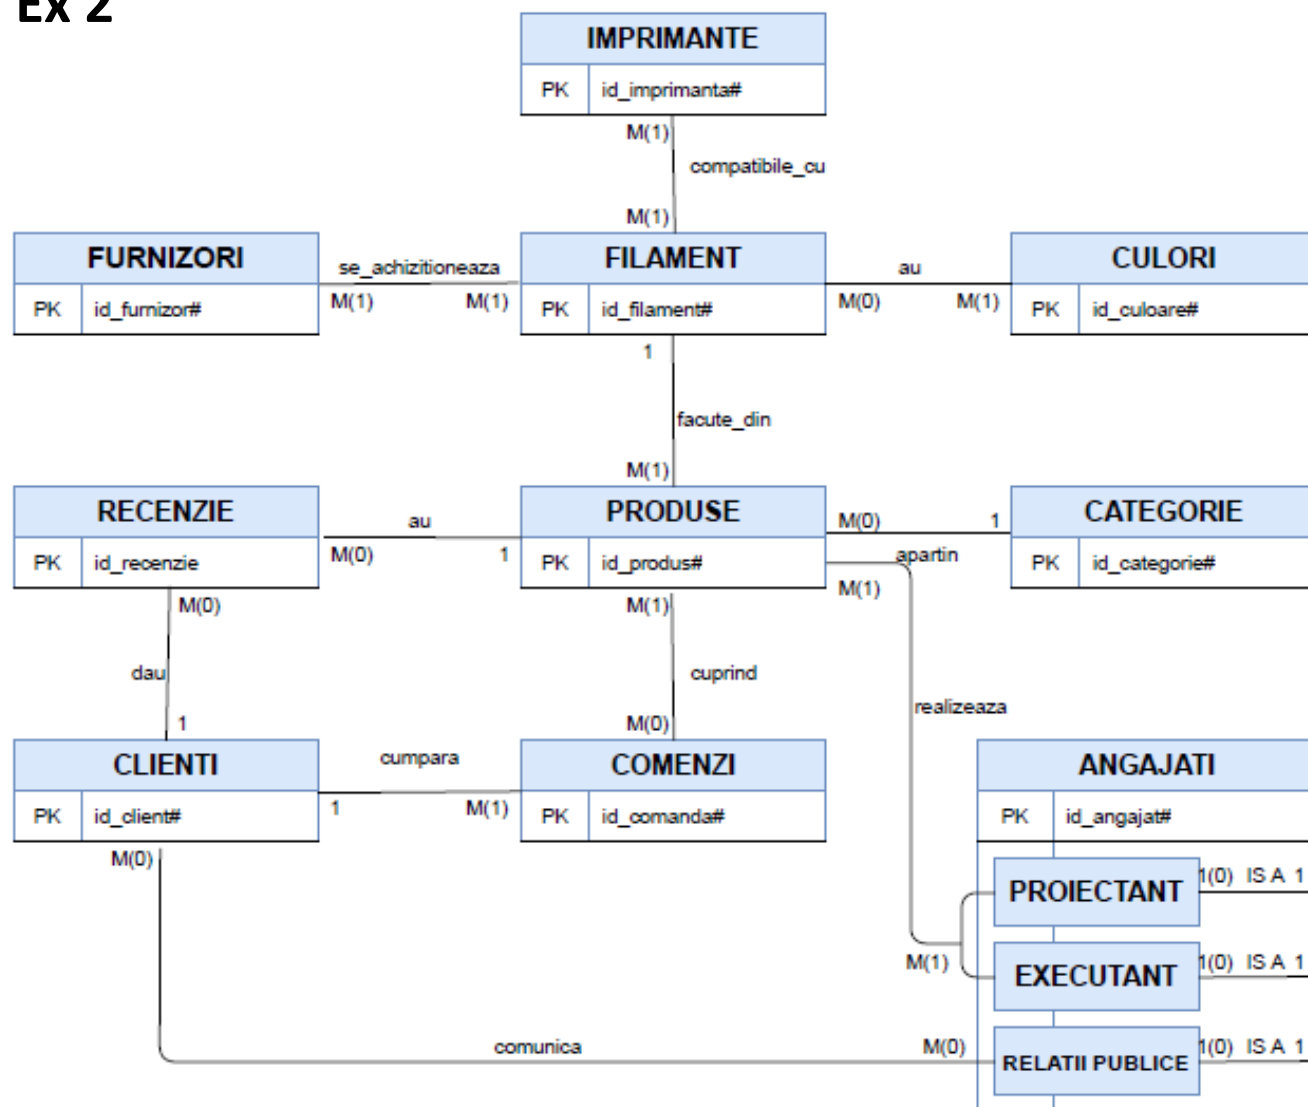 Ex 2
IMPRIMANTE
PK id_imprimanta#
M(1)
compatibile_cu
M(1)
FURNIZORI
PK id_furnizor#
se_achizitioneaza
M(1) M(1)
FILAMENT
PK id_filament#
au
M(0) M(1)
CULORI
PK id_culoare#
1
facute_din
M(1)
RECENZIE
PK id_recenzie
au
M(0) 1
PRODUSE
PK id_produs#
M(0) 1
apartin
M(1)
CATEGORIE
PK id_categorie#
M(0)
dau
1
M(1)
cuprind
M(0)
realizeaza
CLIENTI
PK id_client#
cumpara
1 M(1)
COMENZI
PK id_comanda#
ANGAJATI
PK id_angajat#
M(0)
PROIECTANT
1(0) IS A 1
M(1)
EXECUTANT
1(0) IS A 1
comunica
M(0)
RELATII PUBLICE
1(0) IS A 1